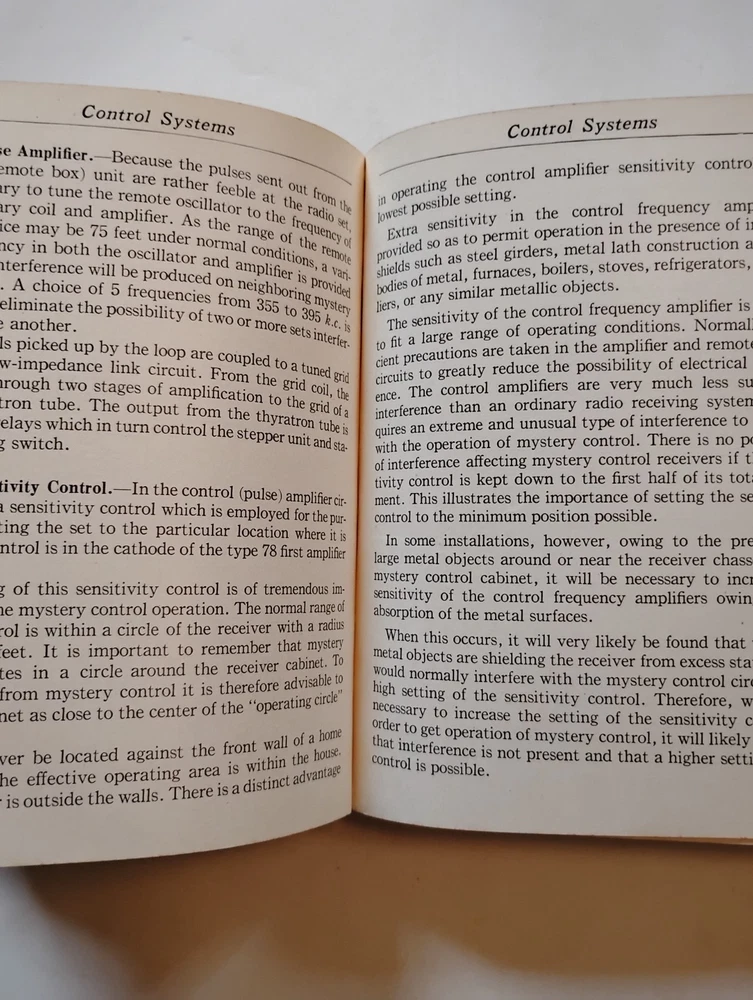 Control Systems
se Amplifier.—Because the pulses sent out from the
emote box) unit are rather feeble at the radio set,
ary to tune the remote oscillator to the frequency of
ary coil and amplifier. As the range of the remote
ice may be 75 feet under normal conditions, a vari-
ncy in both the oscillator and amplifier is provided
nterference will be produced on neighboring mystery
. A choice of 5 frequencies from 355 to 395 k.c. is
eliminate the possibility of two or more sets interfer-
e another.
ls picked up by the loop are coupled to a tuned grid
w-impedance link circuit. From the grid coil, the
hrough two stages of amplification to the grid of a
tron tube. The output from the thyratron tube is
elays which in turn control the stepper unit and sta-
g switch.
tivity Control.—In the control (pulse) amplifier cir-
a sensitivity control which is employed for the pur-
ting the set to the particular location where it is
ontrol is in the cathode of the type 78 first amplifier
g of this sensitivity control is of tremendous im-
he mystery control operation. The normal range of
rol is within a circle of the receiver with a radius
feet. It is important to remember that mystery
tes in a circle around the receiver cabinet. To
from mystery control it is therefore advisable to
net as close to the center of the "operating circle"
ver be located against the front wall of a home
he effective operating area is within the house.
r is outside the walls. There is a distinct advantage
Control Systems
in operating the control amplifier sensitivity contro
lowest possible setting.
Extra sensitivity in the control frequency amp
provided so as to permit operation in the presence of in
shields such as steel girders, metal lath construction a
bodies of metal, furnaces, boilers, stoves, refrigerators,
liers, or any similar metallic objects.
The sensitivity of the control frequency amplifier is
to fit a large range of operating conditions. Normall
cient precautions are taken in the amplifier and remote
circuits to greatly reduce the possibility of electrical
ence. The control amplifiers are very much less su
interference than an ordinary radio receiving system
quires an extreme and unusual type of interference to
with the operation of mystery control. There is no po
of interference affecting mystery control receivers if th
tivity control is kept down to the first half of its tota
ment. This illustrates the importance of setting the se
control to the minimum position possible.
In some installations, however, owing to the pre
large metal objects around or near the receiver chass
mystery control cabinet, it will be necessary to incr
sensitivity of the control frequency amplifiers owin
absorption of the metal surfaces.
When this occurs, it will very likely be found that
metal objects are shielding the receiver from excess sta
would normally interfere with the mystery control circ
high setting of the sensitivity control. Therefore, w
necessary to increase the setting of the sensitivity c
order to get operation of mystery control, it will likely
that interference is not present and that a higher setti
control is possible.